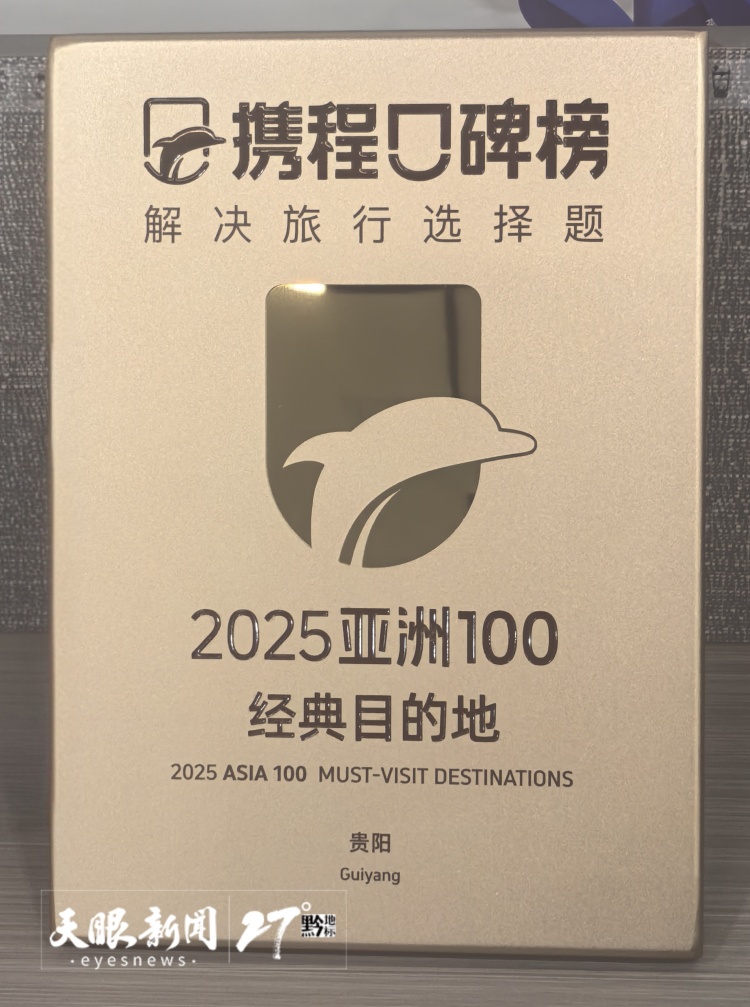 携程口碑榜
解决旅行选择题
2025亚洲100
经典目的地
2025 ASIA 100 MUST-VISIT DESTINATIONS
贵阳
Guiyang
天眼新闻 27°
·eyesnews·
黔地标